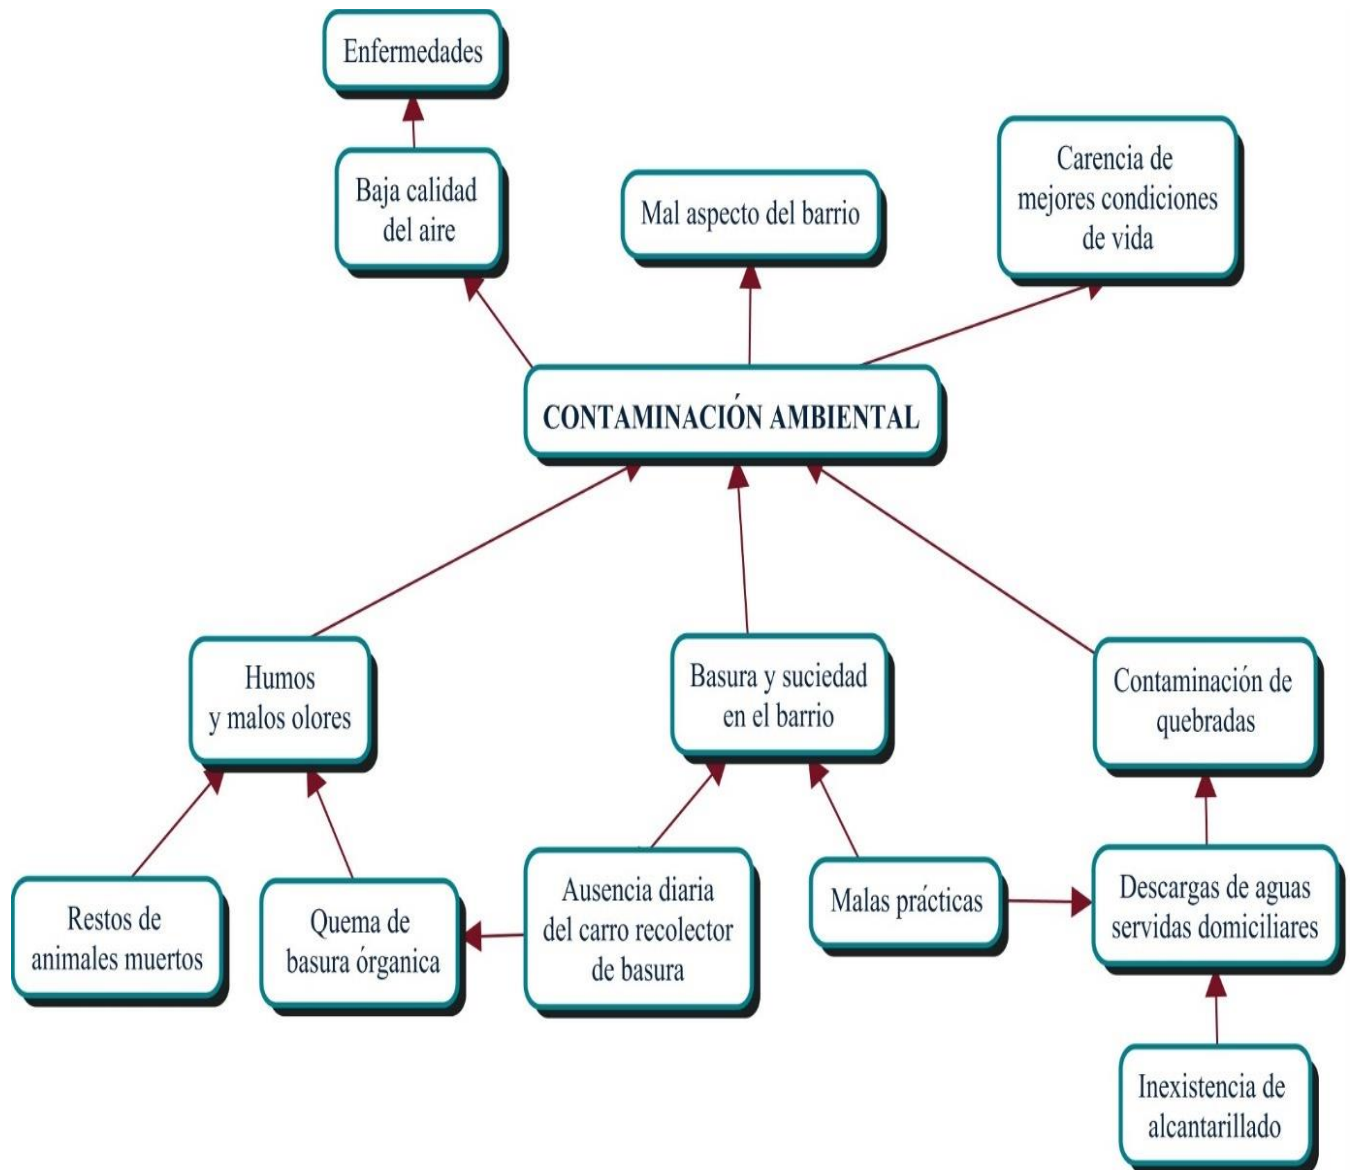 Enfermedades
Baja calidad
del aire
Mal aspecto del barrio
Carencia de
mejores condiciones
de vida
CONTAMINACIÓN AMBIENTAL
Humos
y malos olores
Basura y suciedad
en el barrio
Contaminación de
quebradas
Restos de
animales muertos
Quema de
basura órganica
Ausencia diaria
del carro recolector
de basura
Malas prácticas
Descargas de aguas
servidas domiciliares
Inexistencia de
alcantarillado